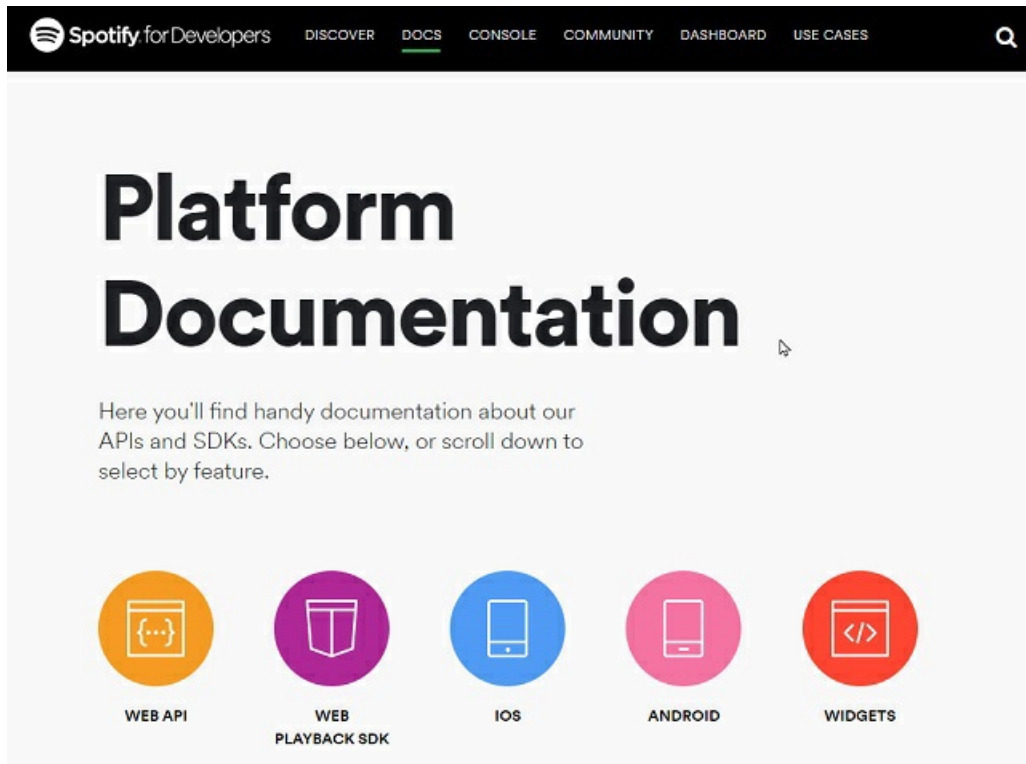 Spotify for Developers DISCOVER DOCS CONSOLE COMMUNITY DASHBOARD USE CASES
Platform
Documentation
Here you'll find handy documentation about our
APIs and SDKs. Choose below, or scroll down to
select by feature.
{...} </>
WEB API WEB IOS ANDROID WIDGETS
PLAYBACK SDK